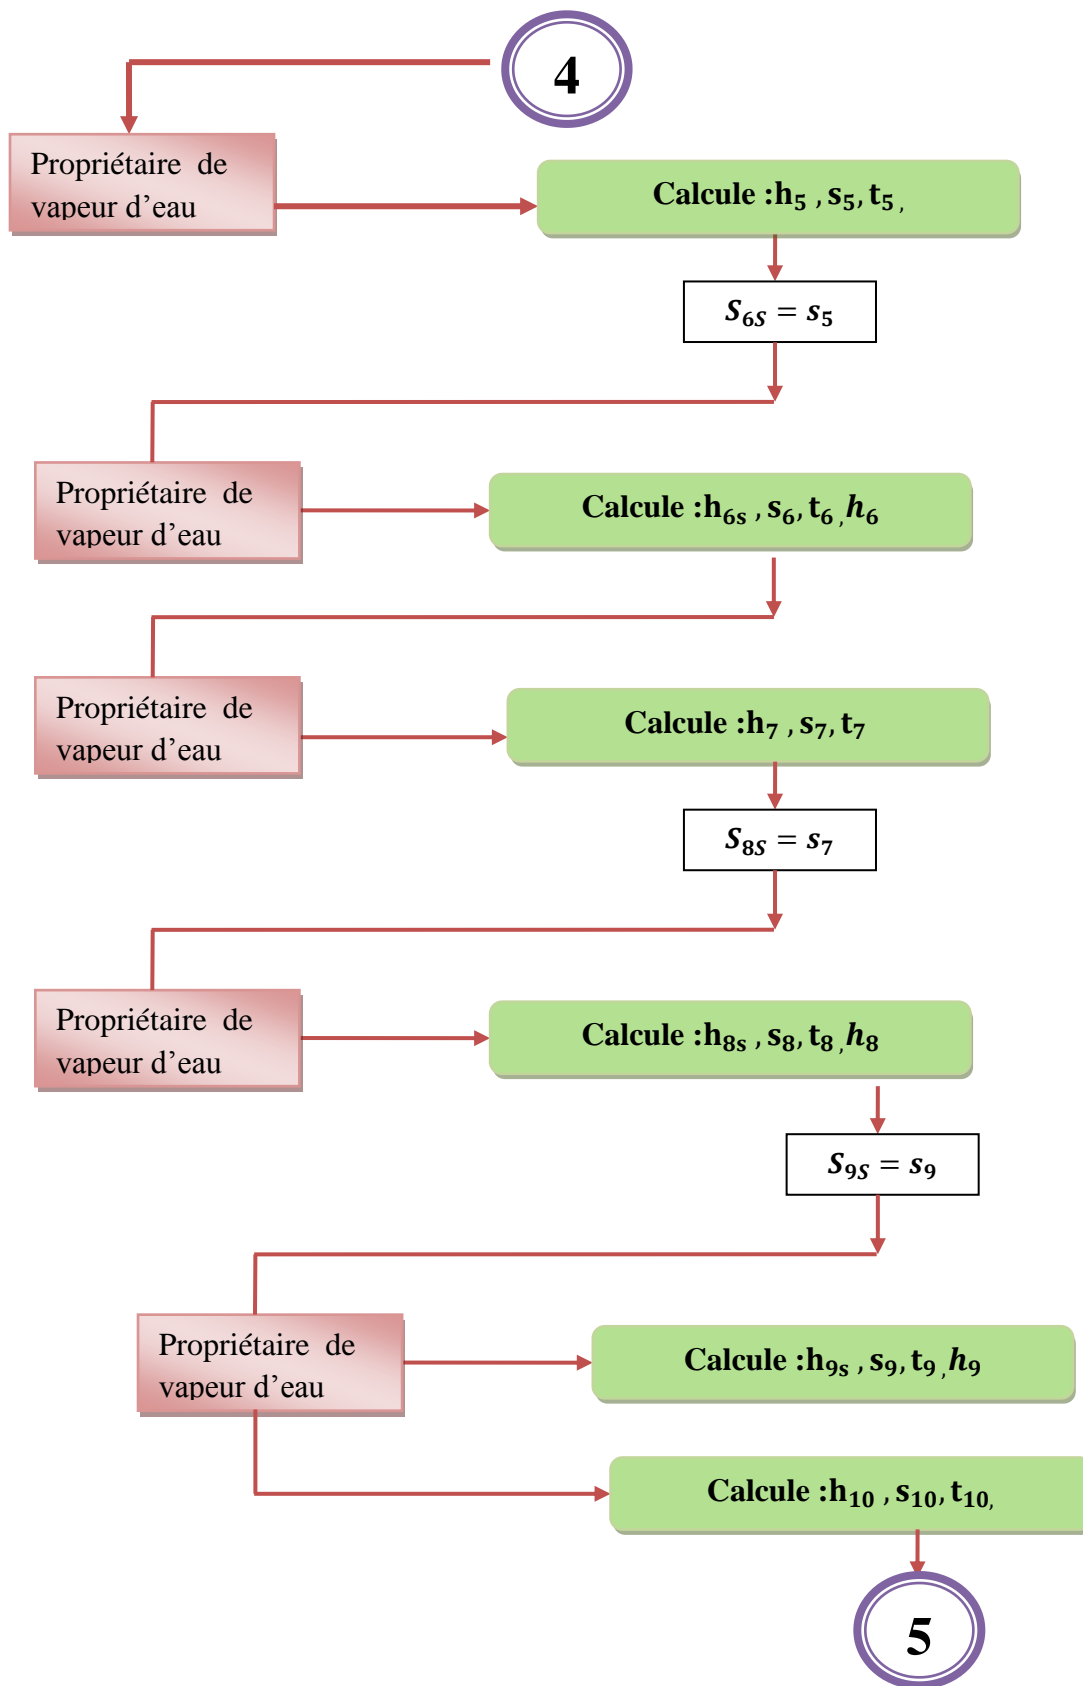 4
Propriétaire de
vapeur d'eau
Calcule :h₅ , s₅, t₅ ,
S₆S = s₅
Propriétaire de
vapeur d'eau
Calcule :h₆s , s₆, t₆ , h₆
Propriétaire de
vapeur d'eau
Calcule :h₇ , s₇, t₇
S₈S = s₇
Propriétaire de
vapeur d'eau
Calcule :h₈s , s₈, t₈ , h₈
S₉S = s₉
Propriétaire de
vapeur d'eau
Calcule :h₉s , s₉, t₉ , h₉
Calcule :h₁₀ , s₁₀, t₁₀,
5